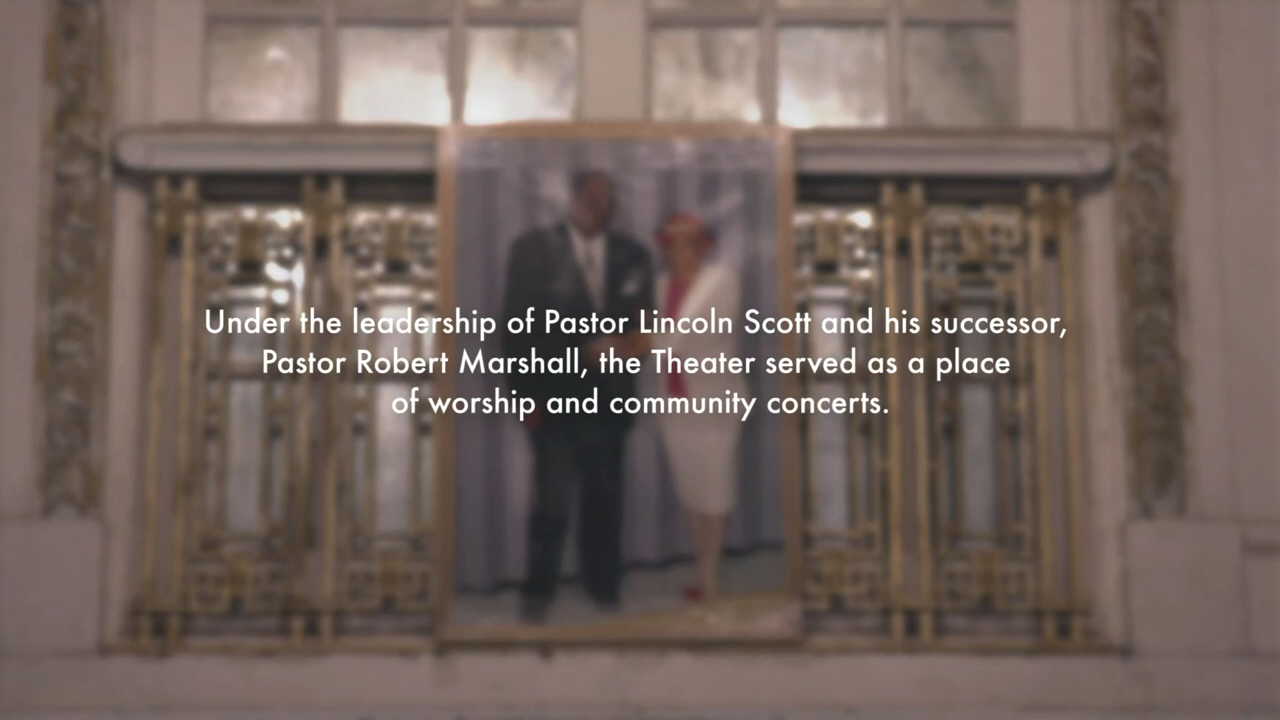 Under the leadership of Pastor Lincoln Scott and his successor,
Pastor Robert Marshall, the Theater served as a place
of worship and community concerts.